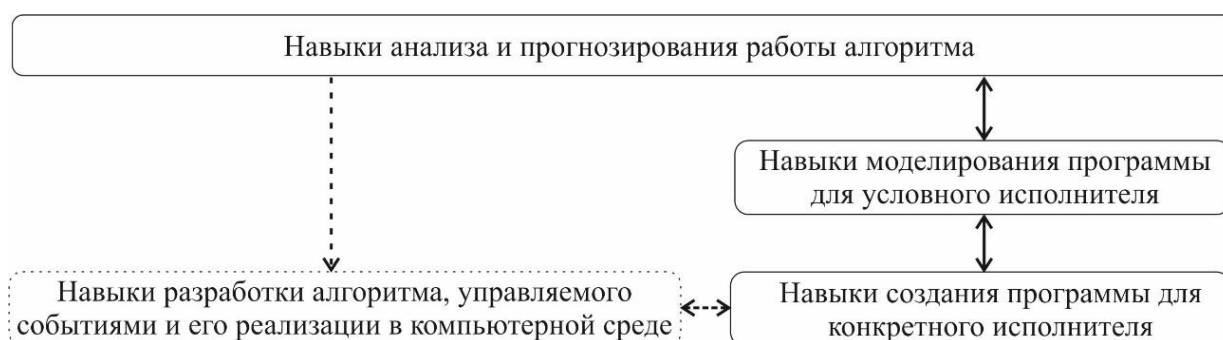 Навыки анализа и прогнозирования работы алгоритма
Навыки моделирования программы
для условного исполнителя
Навыки разработки алгоритма, управляемого
событиями и его реализации в компьютерной среде
Навыки создания программы для
конкретного исполнителя